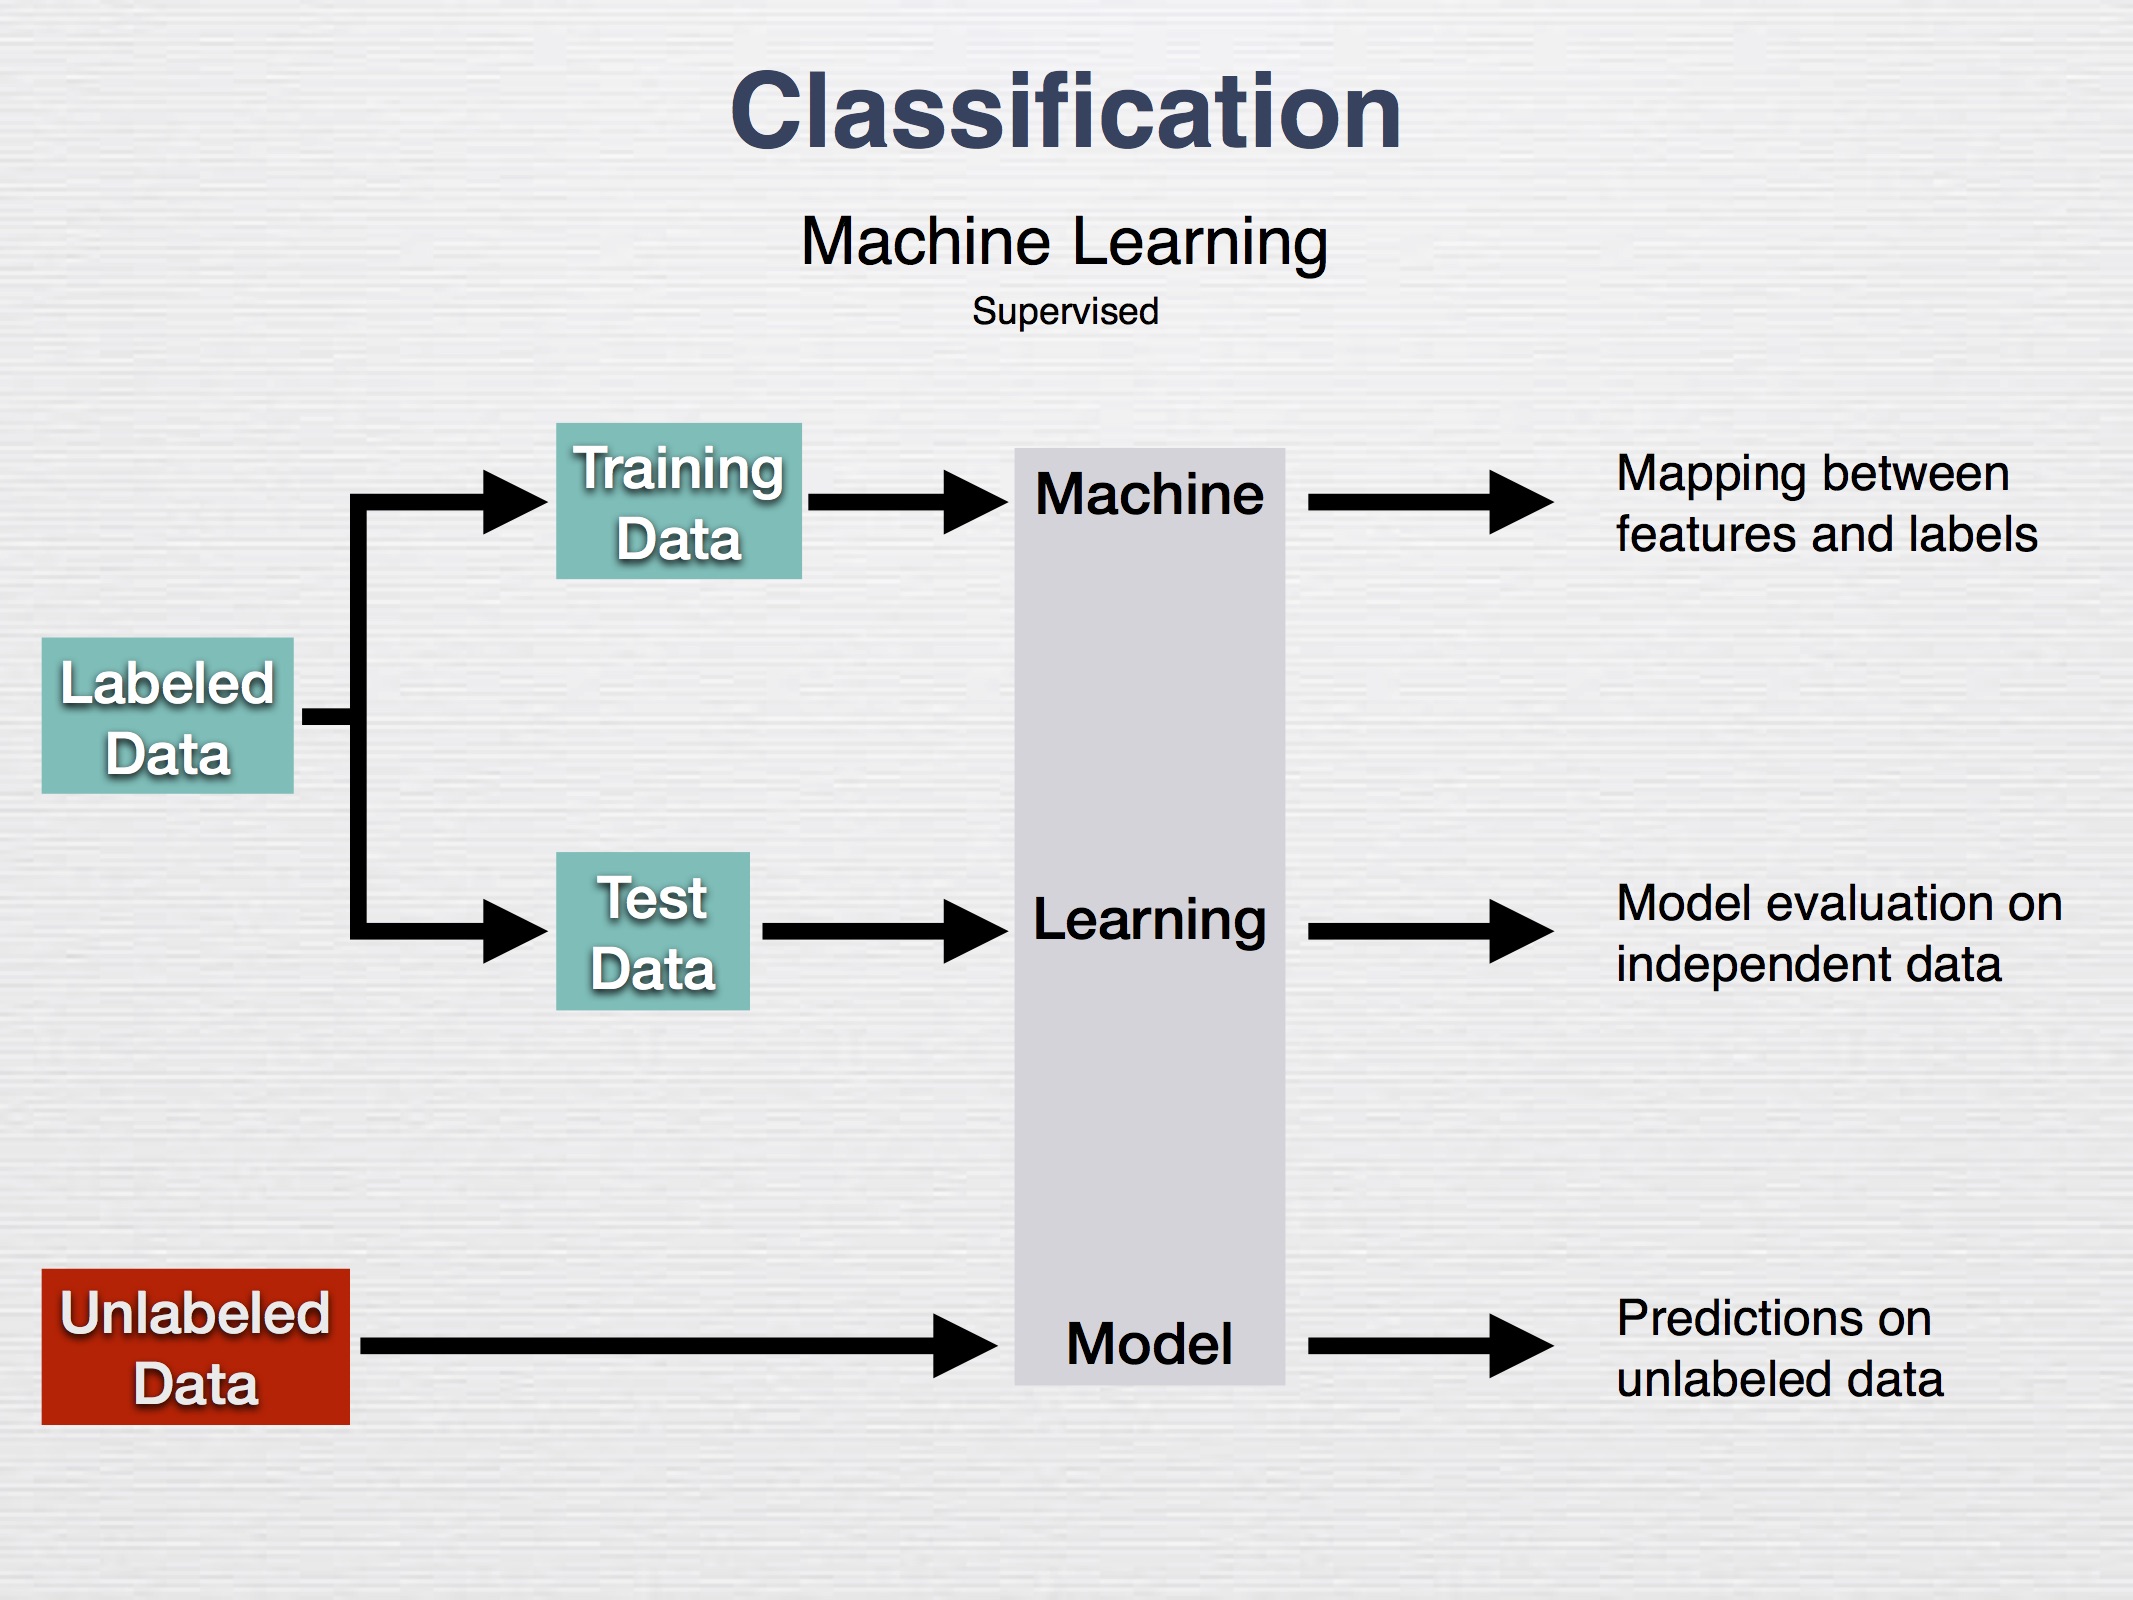 Classification
Machine Learning
Supervised
Training
Data
Machine
Mapping between
features and labels
Labeled
Data
Test
Data
Learning
Model evaluation on
independent data
Unlabeled
Data
Model
Predictions on
unlabeled data